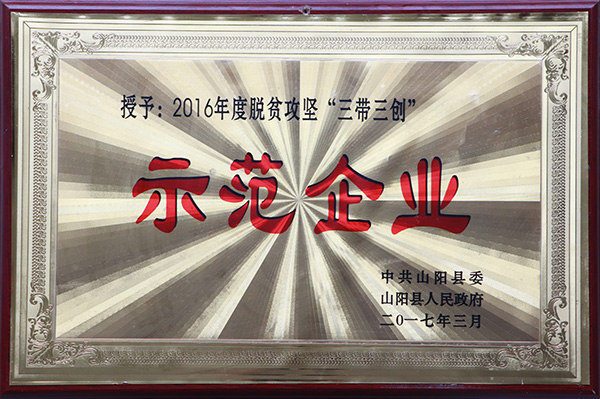 授予：2016年度脱贫攻坚“三带三创”
示范企业
中共山阳县委
山阳县人民政府
二〇一七年三月